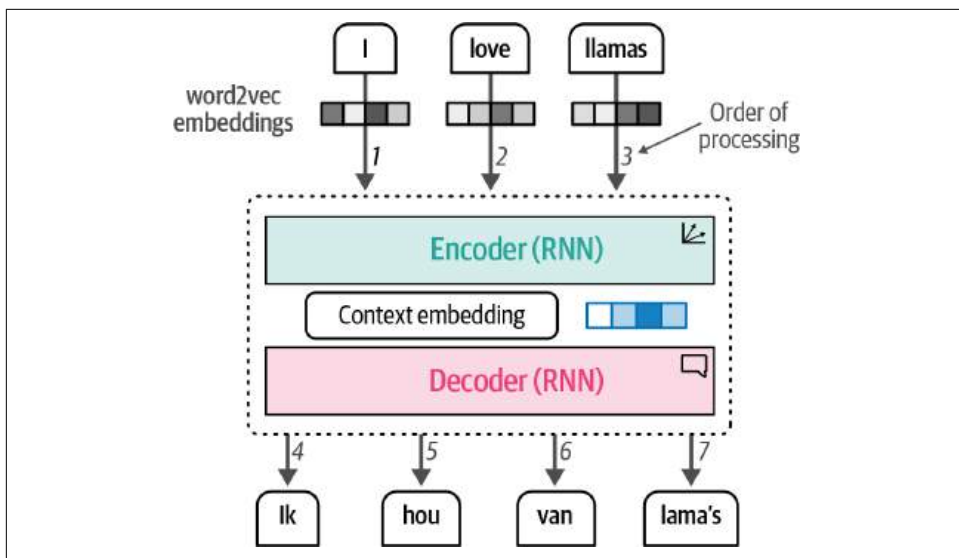 I
love
llamas
word2vec
embeddings
Order of
processing
1
2
3
Encoder (RNN)
Context embedding
Decoder (RNN)
4
5
6
7
Ik
hou
van
lama's